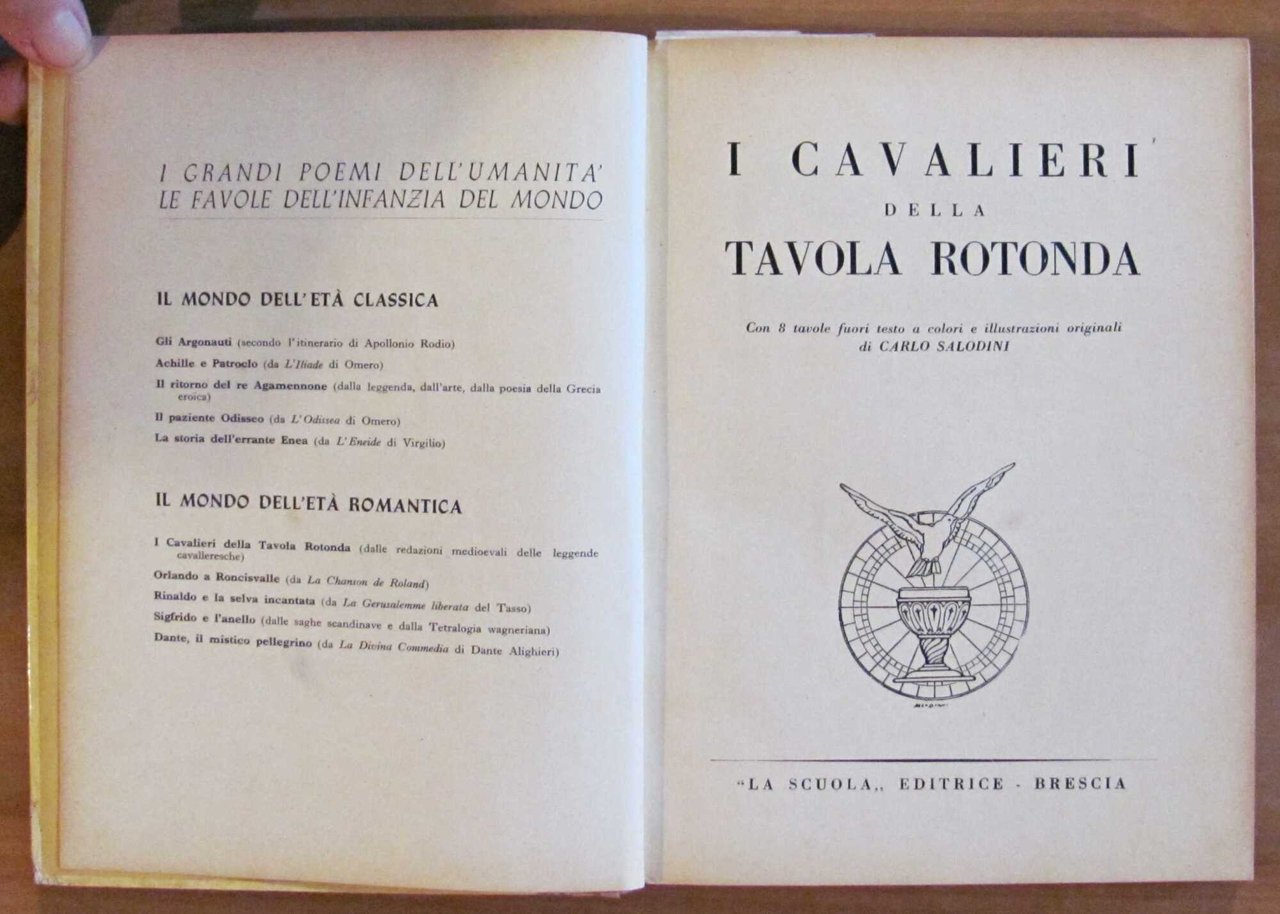 I GRANDI POEMI DELL'UMANITA'
LE FAVOLE DELL'INFANZIA DEL MONDO
IL MONDO DELL'ETÀ CLASSICA
Gli Argonauti (secondo l'itinerario di Apollonio Rodio)
Achille e Patroclo (da L'Iliade di Omero)
Il ritorno del re Agamennone (dalla leggenda, dall'arte, dalla poesia della Grecia
eroica)
Il paziente Odisseo (da L'Odissea di Omero)
La storia dell'errante Enea (da L'Eneide di Virgilio)
IL MONDO DELL'ETÀ ROMANTICA
I Cavalieri della Tavola Rotonda (dalle redazioni medioevali delle leggende
cavalleresche)
Orlando a Roncisvalle (da La Chanson de Roland)
Rinaldo e la selva incantata (da La Gerusalemme liberata del Tasso)
Sigfrido e l'anello (dalle saghe scandinave e dalla Tetralogia wagneriana)
Dante, il mistico pellegrino (da La Divina Commedia di Dante Alighieri)
I CAVALIERI
DELLA
TAVOLA ROTONDA
Con 8 tavole fuori testo a colori e illustrazioni originali
di CARLO SALODINI
“LA SCUOLA„ EDITRICE - BRESCIA